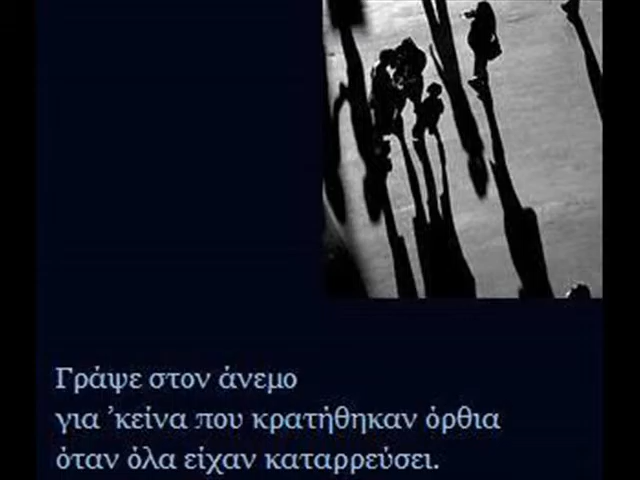 Γράψε στον άνεμο
για ’κείνα που κρατήθηκαν όρθια
όταν όλα είχαν καταρρεύσει.